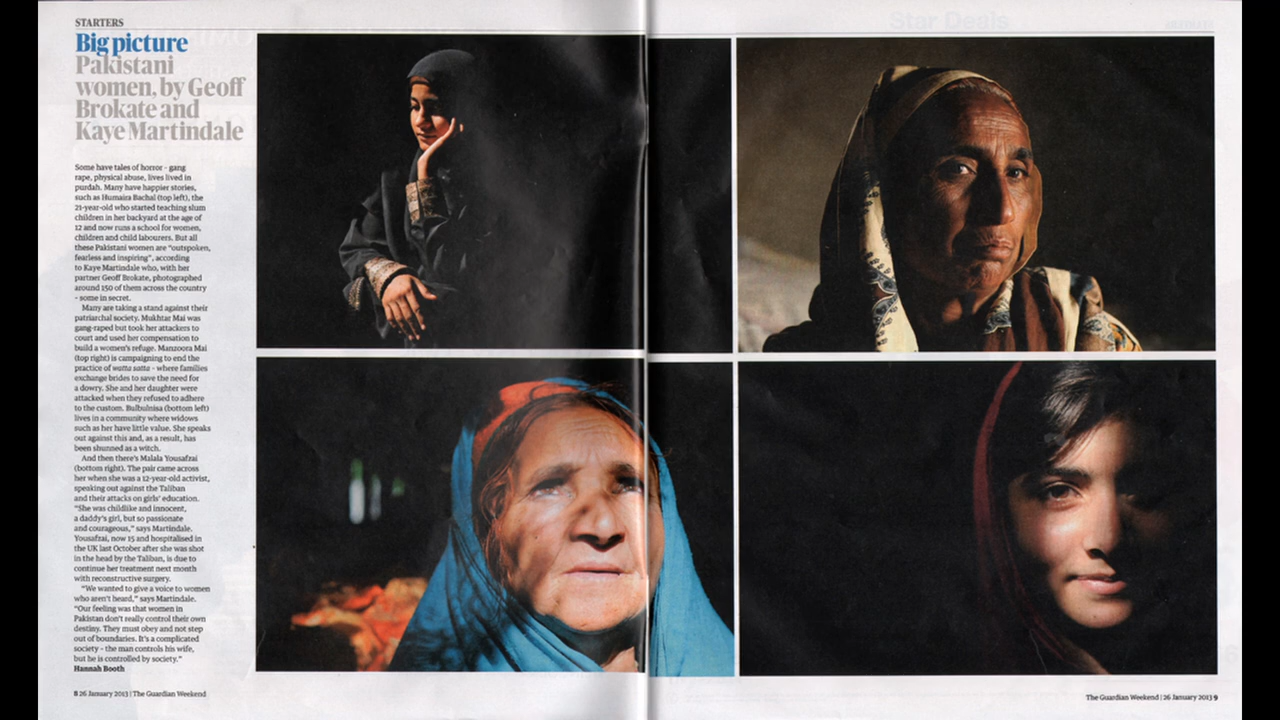 STARTERS
Big picture
Pakistani
women, by Geoff
Brokate and
Kaye Martindale
Some have tales of horror - gang
rape, physical abuse, lives lived in
purdah. Many have happier stories,
such as Humaira Bachal (top left), the
21-year-old who started teaching slum
children in her backyard at the age of
12 and now runs a school for women,
children and child labourers. But all
these Pakistani women are "outspoken,
fearless and inspiring", according
to Kaye Martindale who, with her
partner Geoff Brokate, photographed
around 150 of them across the country
- some in secret.
Many are taking a stand against their
patriarchal society. Mukhtar Mai was
gang-raped but took her attackers to
court and used her compensation to
build a women's refuge. Manzoora Mai
(top right) is campaigning to end the
practice of watta satta - where families
exchange brides to save the need for
a dowry. She and her daughter were
attacked when they refused to adhere
to the custom. Bulbulnisa (bottom left)
lives in a community where widows
such as her have little value. She speaks
out against this and, as a result, has
been shunned as a witch.
And then there's Malala Yousafzai
(bottom right). The pair came across
her when she was a 12-year-old activist,
speaking out against the Taliban
and their attacks on girls' education.
"She was childlike and innocent,
a daddy's girl, but so passionate
and courageous," says Martindale.
Yousafzai, now 15 and hospitalised in
the UK last October after she was shot
in the head by the Taliban, is due to
continue her treatment next month
with reconstructive surgery.
"We wanted to give a voice to women
who aren't heard," says Martindale.
"Our feeling was that women in
Pakistan don't really control their own
destiny. They must obey and not step
out of boundaries. It's a complicated
society - the man controls his wife,
but he is controlled by society."
Hannah Booth
8 26 January 2013 | The Guardian Weekend
The Guardian Weekend | 26 January 2013 9
Star Deals